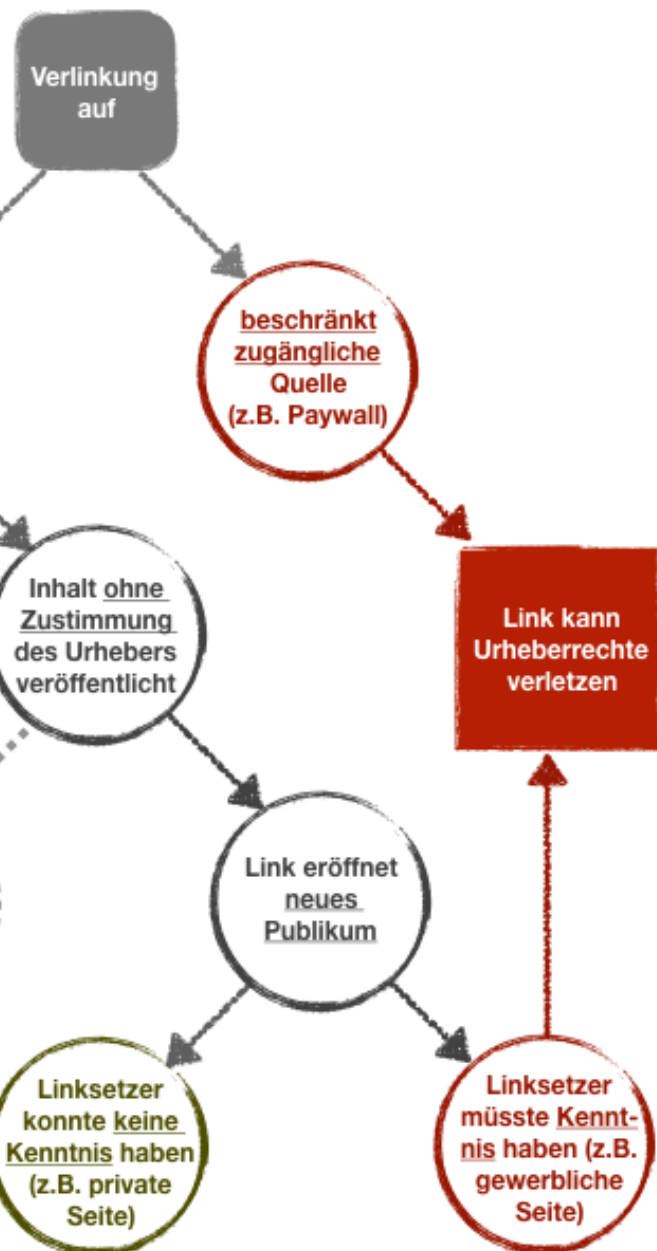 Verlinkung
auf
beschränkt
zugängliche
Quelle
(z.B. Paywall)
Inhalt ohne
Zustimmung
des Urhebers
veröffentlicht
Link kann
Urheberrechte
verletzen
Link eröffnet
neues
Publikum
Linksetzer
konnte keine
Kenntnis haben
(z.B. private
Seite)
Linksetzer
müsste Kennt-
nis haben (z.B.
gewerbliche
Seite)